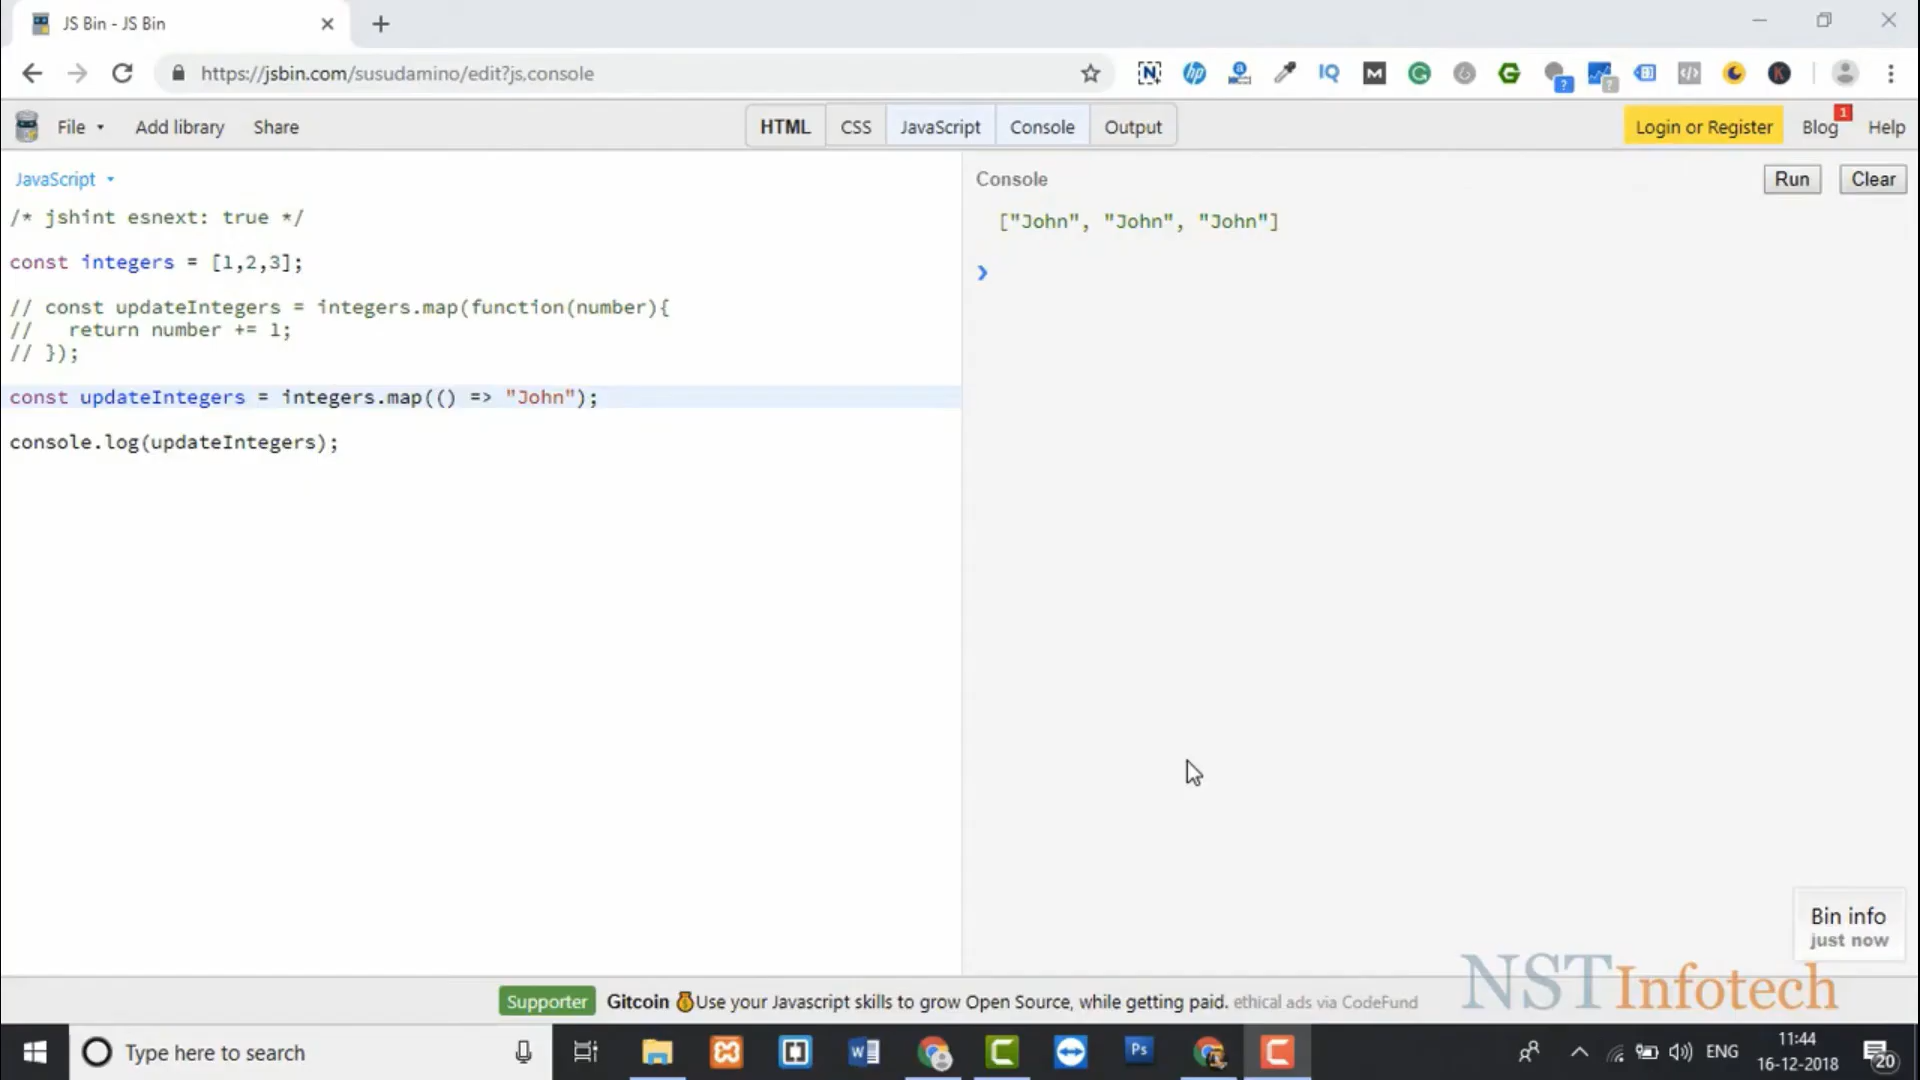 JS Bin - JS Bin
https://jsbin.com/susudamino/edit?js,console
File
Add library
Share
HTML
CSS
JavaScript
Console
Output
Login or Register
Blog
1
Help
JavaScript
/* jshint esnext: true */
const integers = [1,2,3];
// const updateIntegers = integers.map(function(number){
//   return number += 1;
// });
const updateIntegers = integers.map(() => "John");
console.log(updateIntegers);
Console
Run
Clear
["John", "John", "John"]
Bin info
just now
Supporter
Gitcoin Use your Javascript skills to grow Open Source, while getting paid. ethical ads via CodeFund
NSTInfotech
Type here to search
Ps
ENG
11:44
16-12-2018
20